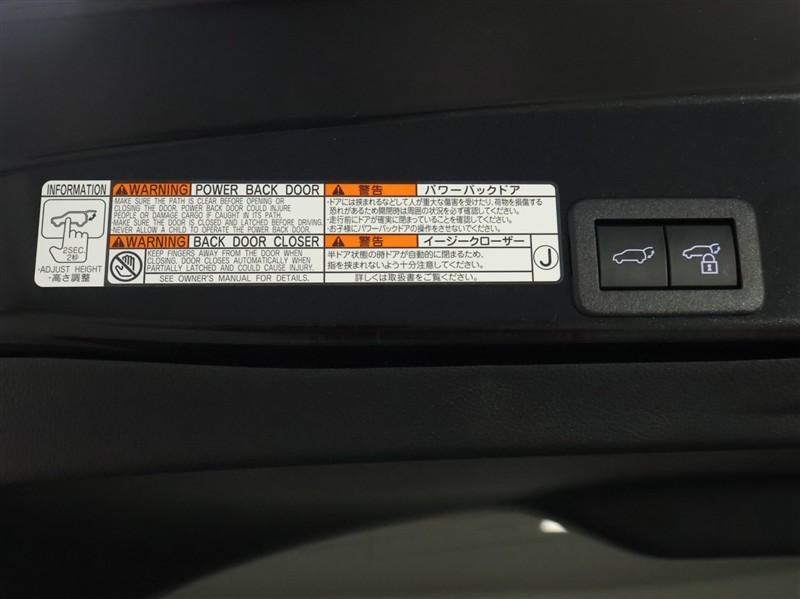 INFORMATION
2SEC.
2秒
・ADJUST HEIGHT
・高さ調整
WARNING POWER BACK DOOR
・MAKE SURE THE PATH IS CLEAR BEFORE OPENING OR
CLOSING THE DOOR. POWER BACK DOOR COULD INJURE
PEOPLE OR DAMAGE CARGO IF CAUGHT IN ITS PATH.
・MAKE SURE THE DOOR IS CLOSED AND LATCHED BEFORE DRIVING.
・NEVER ALLOW A CHILD TO OPERATE THE POWER BACK DOOR.
WARNING BACK DOOR CLOSER
KEEP FINGERS AWAY FROM THE DOOR WHEN
CLOSING. DOOR CLOSES AUTOMATICALLY WHEN
PARTIALLY LATCHED AND COULD CAUSE INJURY.
SEE OWNER'S MANUAL FOR DETAILS.
警告 パワーバックドア
・ドアには挟まれるなどして人が重大な傷害を受けたり、荷物を損傷する
恐れがあるため開閉時は周囲の状況を必ず確認してください。
・走行前にドアが確実に閉まっていることを確認してください。
・お子様にパワーバックドアの操作をさせないでください。
警告 イージークローザー
半ドア状態の時ドアが自動的に閉まるため、
指を挟まれないよう十分注意してください。
詳しくは取扱書をご覧ください。
J